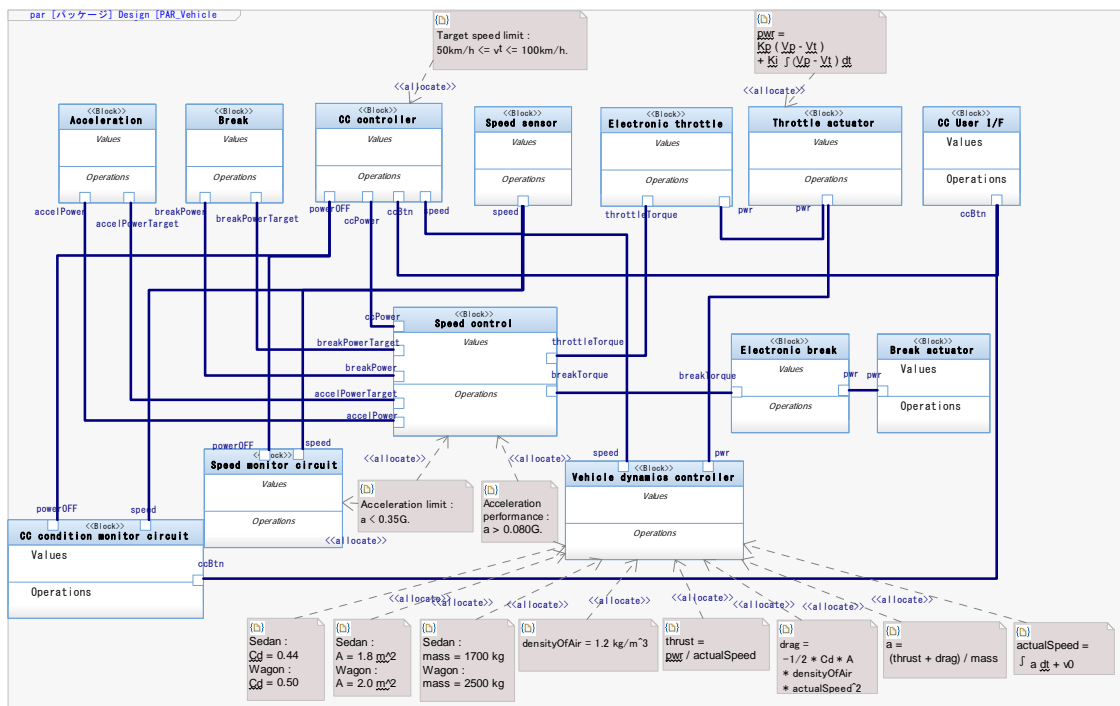 par [パッケージ] Design [PAR_Vehicle
Target speed limit :
50km/h <= vt <= 100km/h.
pwr =
Kp ( Vp - Vt )
+ Ki ∫ (Vp - Vt ) dt
<<allocate>>
<<allocate>>
<<Block>>
Acceleration
Values
Operations
<<Block>>
Break
Values
Operations
<<Block>>
CC controller
Values
Operations
<<Block>>
Speed sensor
Values
Operations
<<Block>>
Electronic throttle
Values
Operations
<<Block>>
Throttle actuator
Values
Operations
<<Block>>
CC User I/F
Values
Operations
accelPower
accelPowerTarget
breakPower
breakPowerTarget
powerOFF
ccPower
ccBtn
speed
speed
throttleTorque
pwr
pwr
ccBtn
<<Block>>
Speed control
Values
Operations
ccPower
breakPowerTarget
breakPower
accelPowerTarget
accelPower
throttleTorque
breakTorque
<<Block>>
Electronic break
Values
Operations
breakTorque
pwr
pwr
<<Block>>
Break actuator
Values
Operations
powerOFF
speed
<<Block>>
Speed monitor circuit
Values
Operations
<<allocate>>
<<allocate>>
<<allocate>>
Acceleration limit :
a < 0.35G.
Acceleration
performance :
a > 0.080G.
speed
pwr
<<Block>>
Vehicle dynamics controller
Values
Operations
powerOFF
speed
<<Block>>
CC condition monitor circuit
Values
Operations
ccBtn
<<allocate>>
<<allocate>>
<<allocate>>
<<allocate>>
<<allocate>>
<<allocate>>
<<allocate>>
<<allocate>>
Sedan :
Cd = 0.44
Wagon :
Cd = 0.50
Sedan :
A = 1.8 m^2
Wagon :
A = 2.0 m^2
Sedan :
mass = 1700 kg
Wagon :
mass = 2500 kg
densityOfAir = 1.2 kg/m^3
thrust =
pwr / actualSpeed
drag =
-1/2 * Cd * A
* densityOfAir
* actualSpeed^2
a =
(thrust + drag) / mass
actualSpeed =
∫ a dt + v0